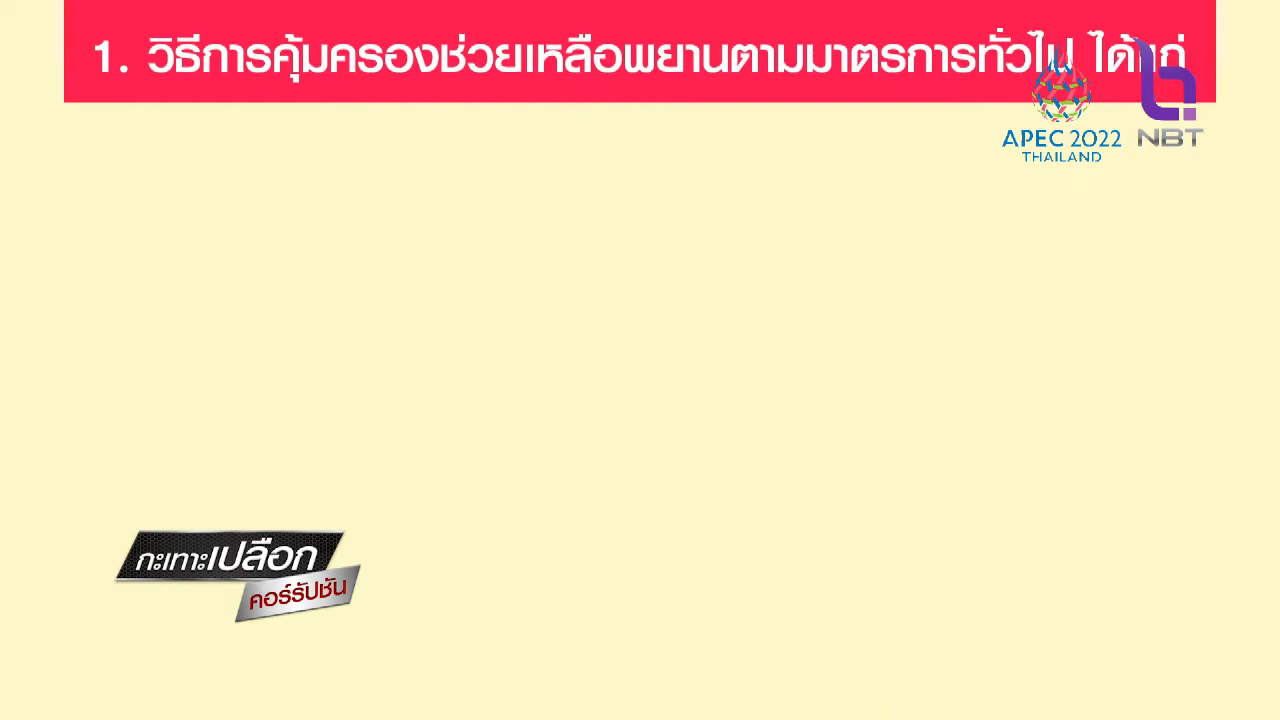 1. วิธีการคุ้มครองช่วยเหลือพยานตามมาตรการทั่วไป ได้แก่
APEC 2022
THAILAND
NBT
กะเทาะเปลือก
คอร์รัปชัน